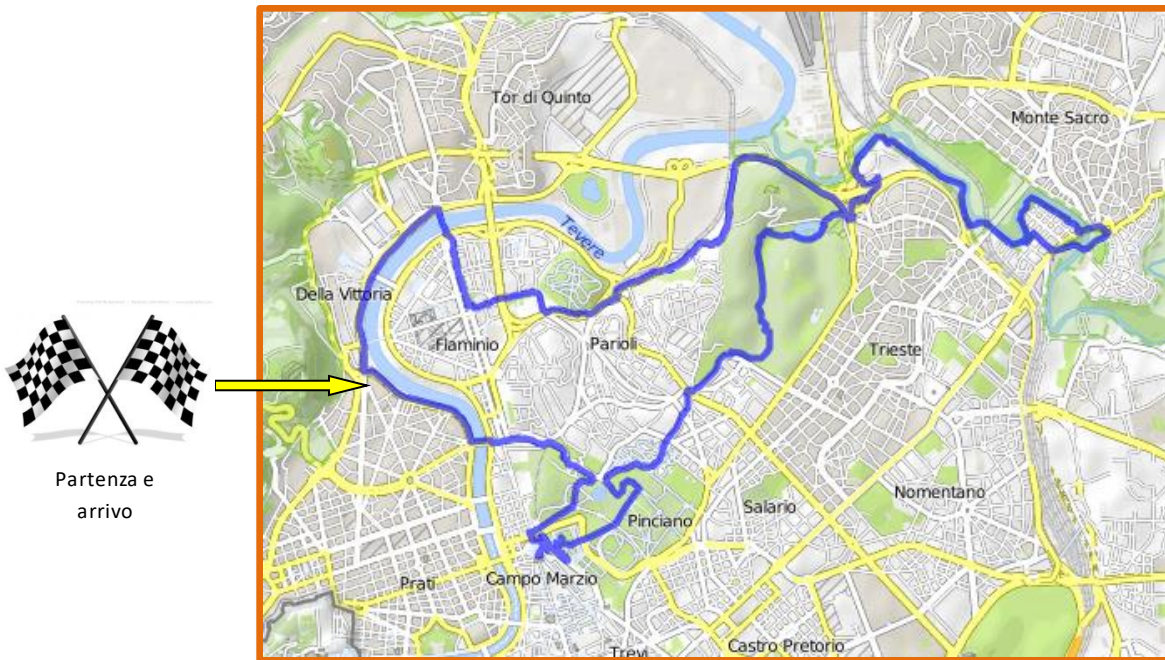 Tor di Quinto
Monte Sacro
Tevere
Della Vittoria
Flaminio
Parioli
Trieste
Partenza e
arrivo
Nomentano
Salario
Pinciano
Prati
Campo Marzio
Trevi
Castro Pretorio